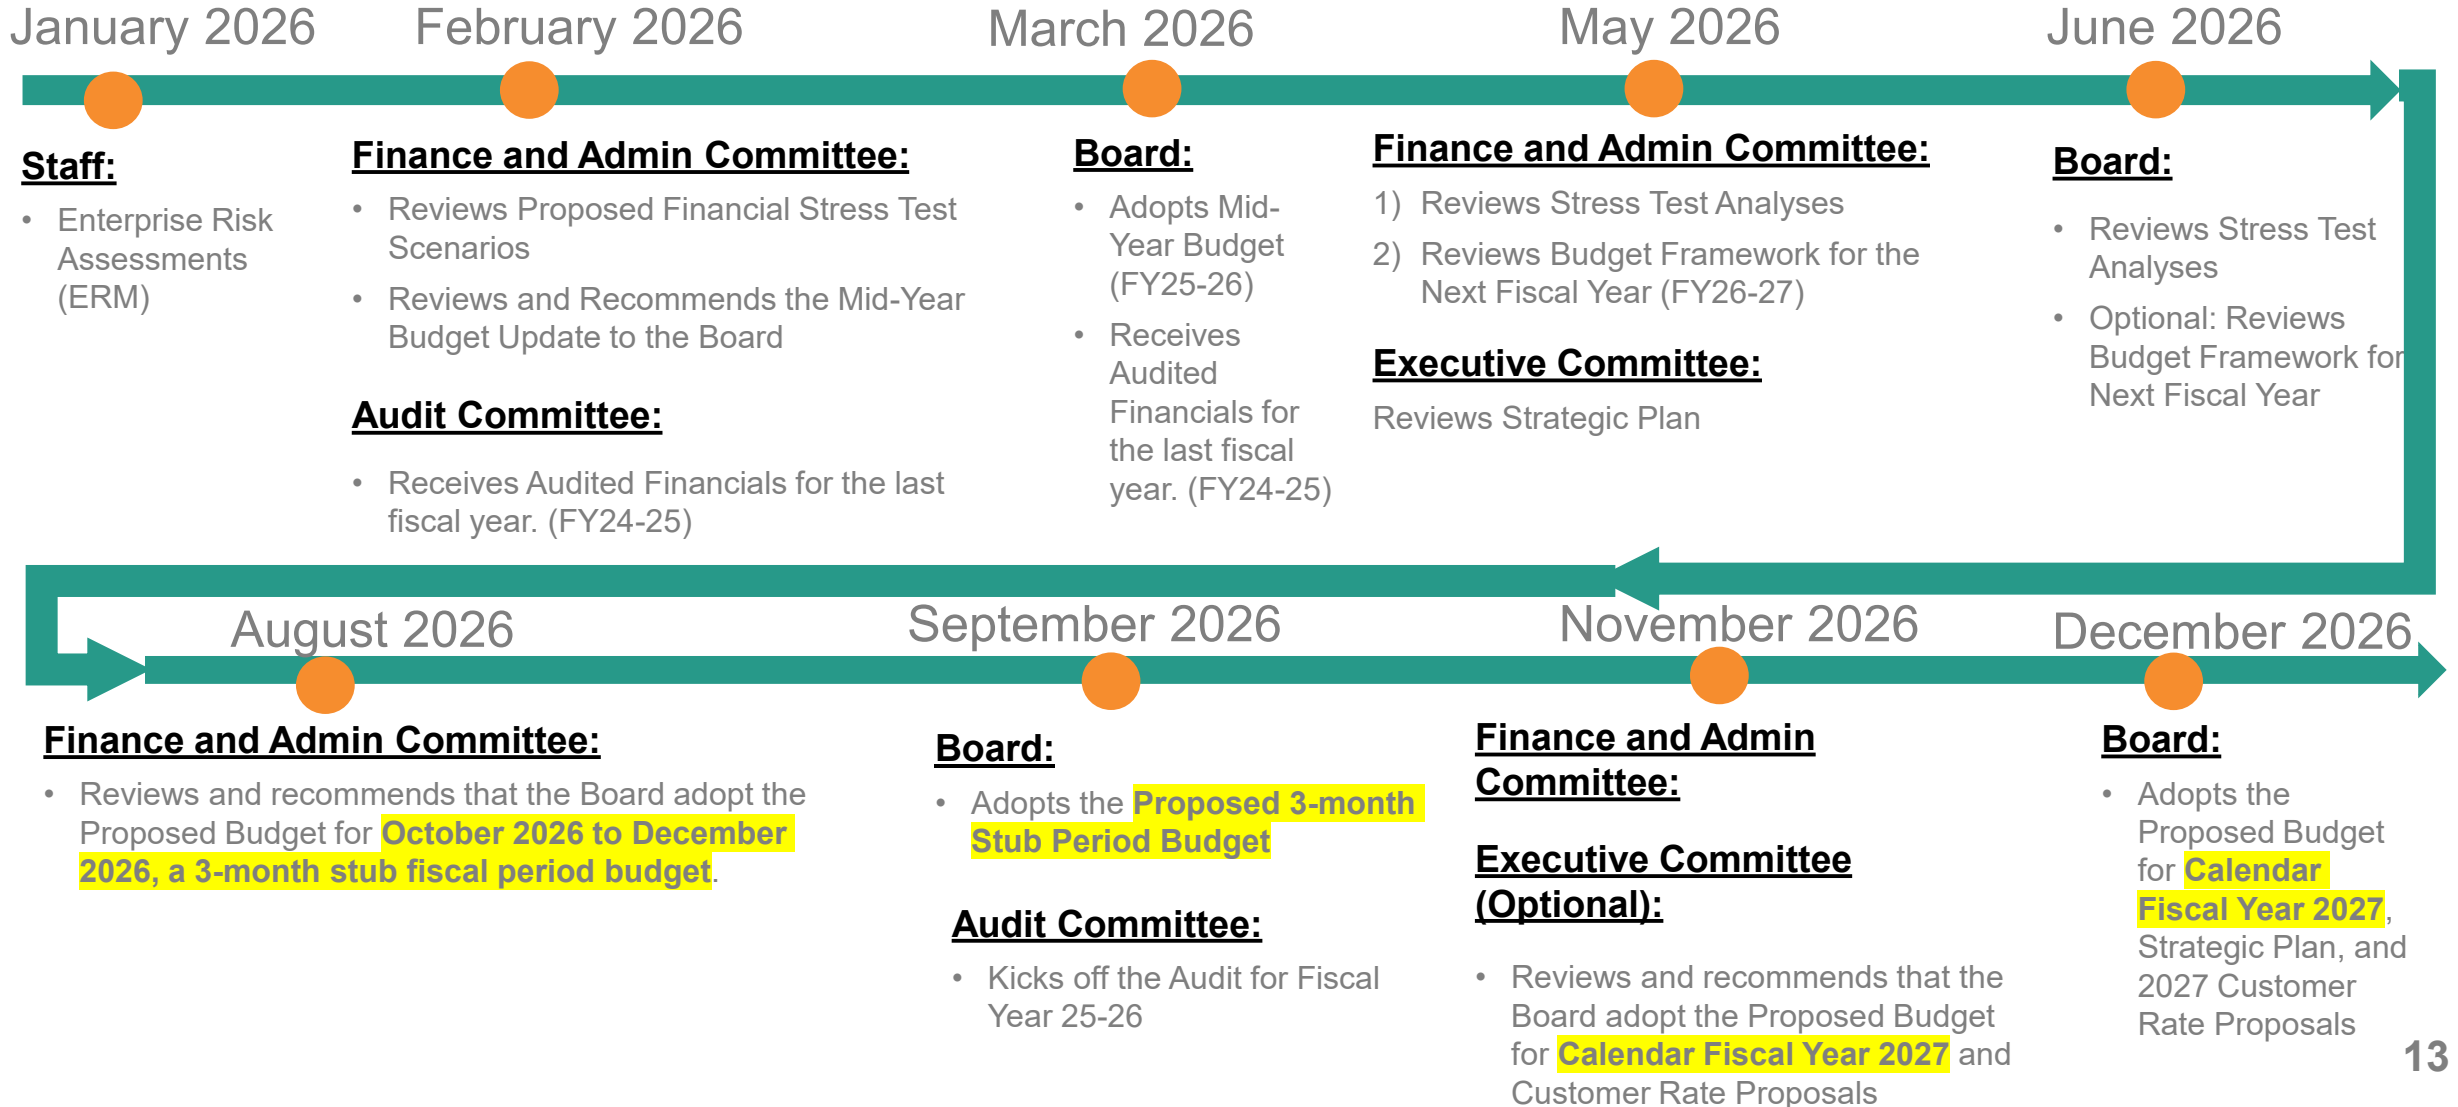 January 2026
February 2026
March 2026
May 2026
June 2026
Staff:
• Enterprise Risk
Assessments
(ERM)
Finance and Admin Committee:
• Reviews Proposed Financial Stress Test
Scenarios
• Reviews and Recommends the Mid-Year
Budget Update to the Board
Audit Committee:
• Receives Audited Financials for the last
fiscal year. (FY24-25)
Board:
• Adopts Mid-
Year Budget
(FY25-26)
• Receives
Audited
Financials for
the last fiscal
year. (FY24-25)
Finance and Admin Committee:
1) Reviews Stress Test Analyses
2) Reviews Budget Framework for the
Next Fiscal Year (FY26-27)
Executive Committee:
Reviews Strategic Plan
Board:
• Reviews Stress Test
Analyses
• Optional: Reviews
Budget Framework for
Next Fiscal Year
August 2026
September 2026
November 2026
December 2026
Finance and Admin Committee:
• Reviews and recommends that the Board adopt the
Proposed Budget for October 2026 to December
2026, a 3-month stub fiscal period budget.
Board:
• Adopts the Proposed 3-month
Stub Period Budget
Audit Committee:
• Kicks off the Audit for Fiscal
Year 25-26
Finance and Admin
Committee:
Executive Committee
(Optional):
• Reviews and recommends that the
Board adopt the Proposed Budget
for Calendar Fiscal Year 2027 and
Customer Rate Proposals
Board:
• Adopts the
Proposed Budget
for Calendar
Fiscal Year 2027,
Strategic Plan, and
2027 Customer
Rate Proposals
13